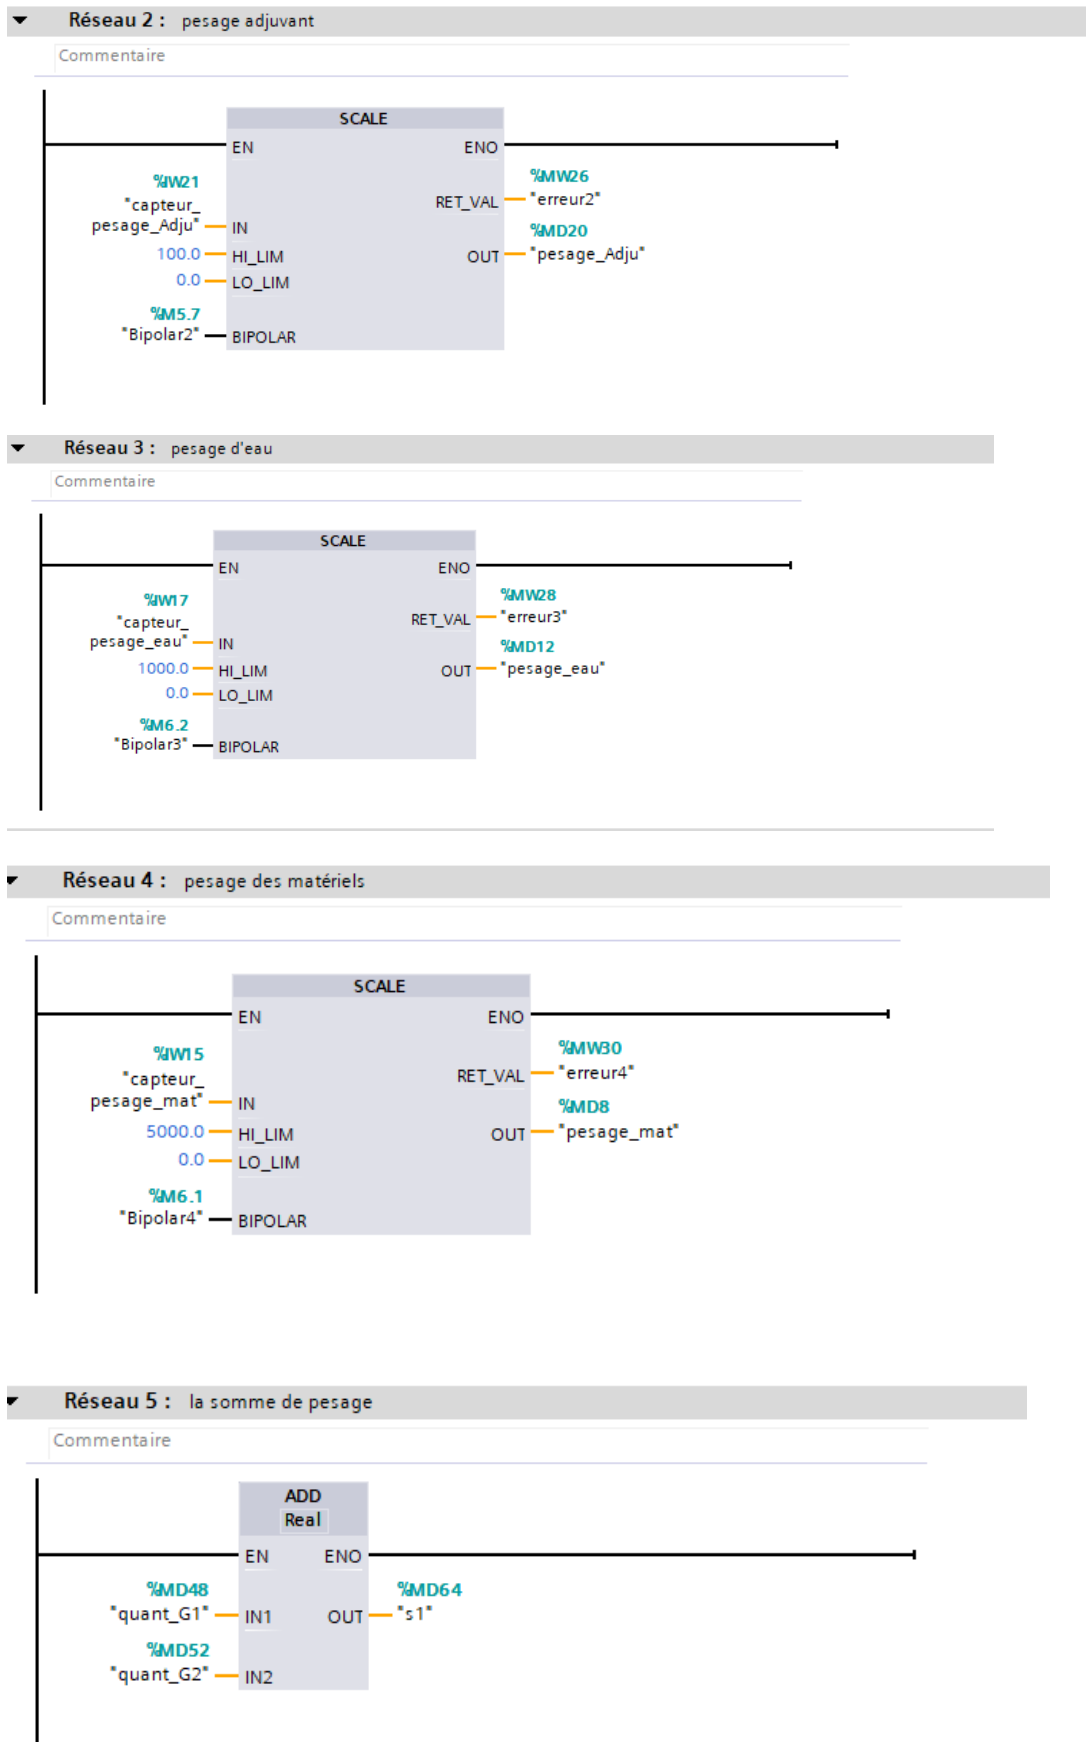 Réseau 2 : pesage adjuvant
Commentaire
SCALE
EN ENO
%IW21
"capteur_
pesage_Adju" IN
%MW26
RET_VAL "erreur2"
%MD20
100.0 HI_LIM OUT "pesage_Adju"
0.0 LO_LIM
%M5.7
"Bipolar2" BIPOLAR
Réseau 3 : pesage d'eau
Commentaire
SCALE
EN ENO
%IW17
"capteur_
pesage_eau" IN
%MW28
RET_VAL "erreur3"
%MD12
1000.0 HI_LIM OUT "pesage_eau"
0.0 LO_LIM
%M6.2
"Bipolar3" BIPOLAR
Réseau 4 : pesage des matériels
Commentaire
SCALE
EN ENO
%IW15
"capteur_
pesage_mat" IN
%MW30
RET_VAL "erreur4"
%MD8
5000.0 HI_LIM OUT "pesage_mat"
0.0 LO_LIM
%M6.1
"Bipolar4" BIPOLAR
Réseau 5 : la somme de pesage
Commentaire
ADD
Real
EN ENO
%MD48 %MD64
"quant_G1" IN1 OUT "s1"
%MD52
"quant_G2" IN2